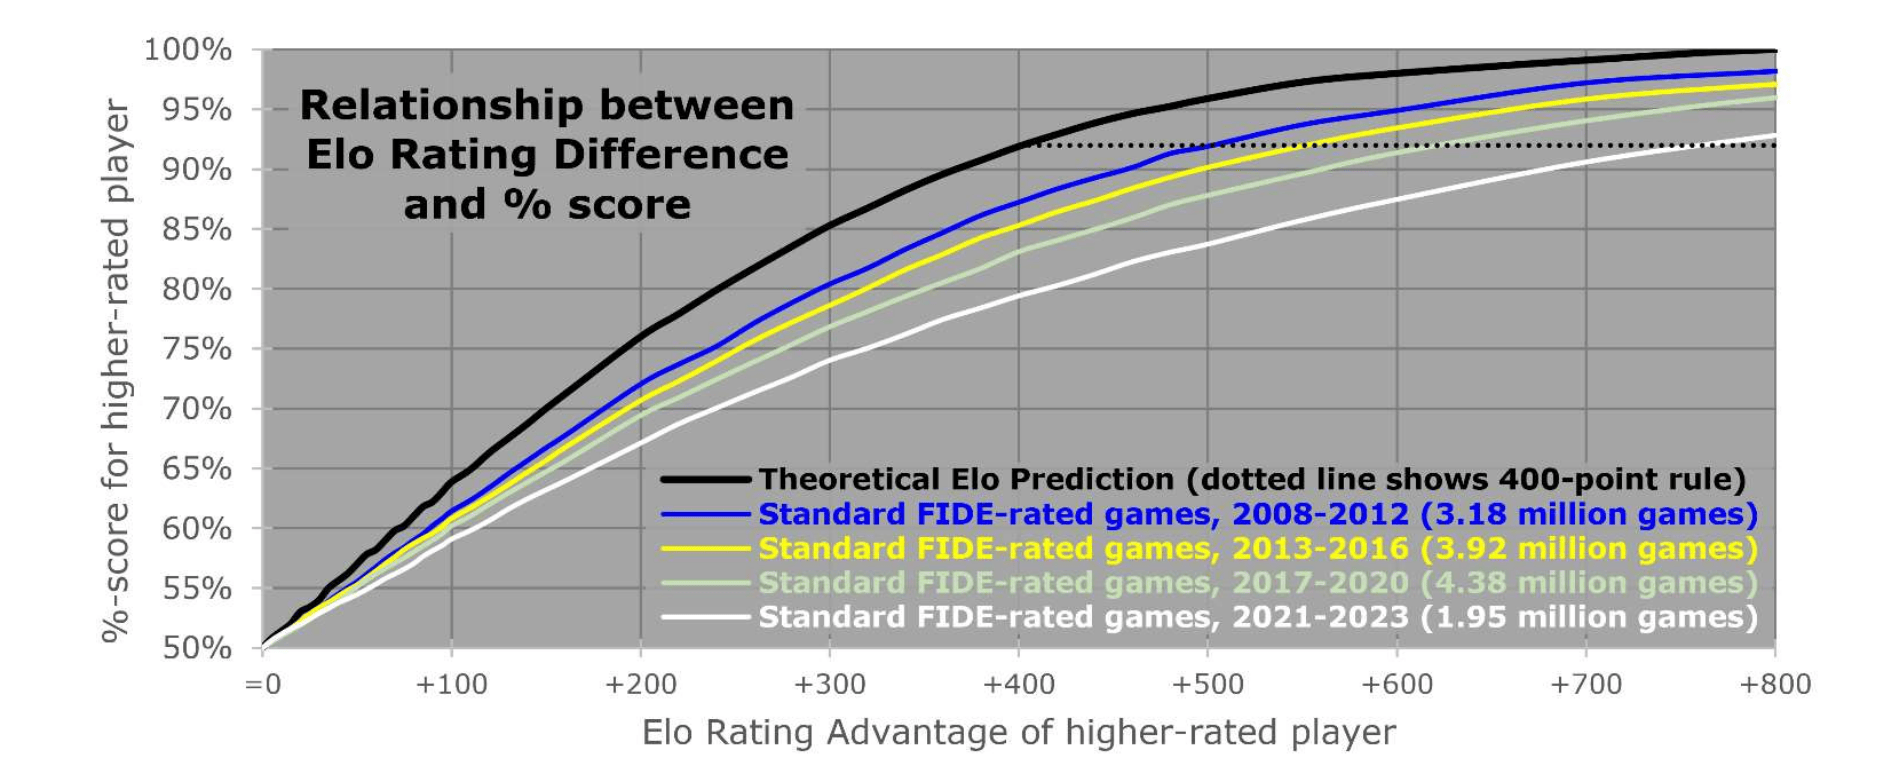 Relationship between
Elo Rating Difference
and % score
%-score for higher-rated player
100%
95%
90%
85%
80%
75%
70%
65%
60%
55%
50%
Theoretical Elo Prediction (dotted line shows 400-point rule)
Standard FIDE-rated games, 2008-2012 (3.18 million games)
Standard FIDE-rated games, 2013-2016 (3.92 million games)
Standard FIDE-rated games, 2017-2020 (4.38 million games)
Standard FIDE-rated games, 2021-2023 (1.95 million games)
=0 +100 +200 +300 +400 +500 +600 +700 +800
Elo Rating Advantage of higher-rated player